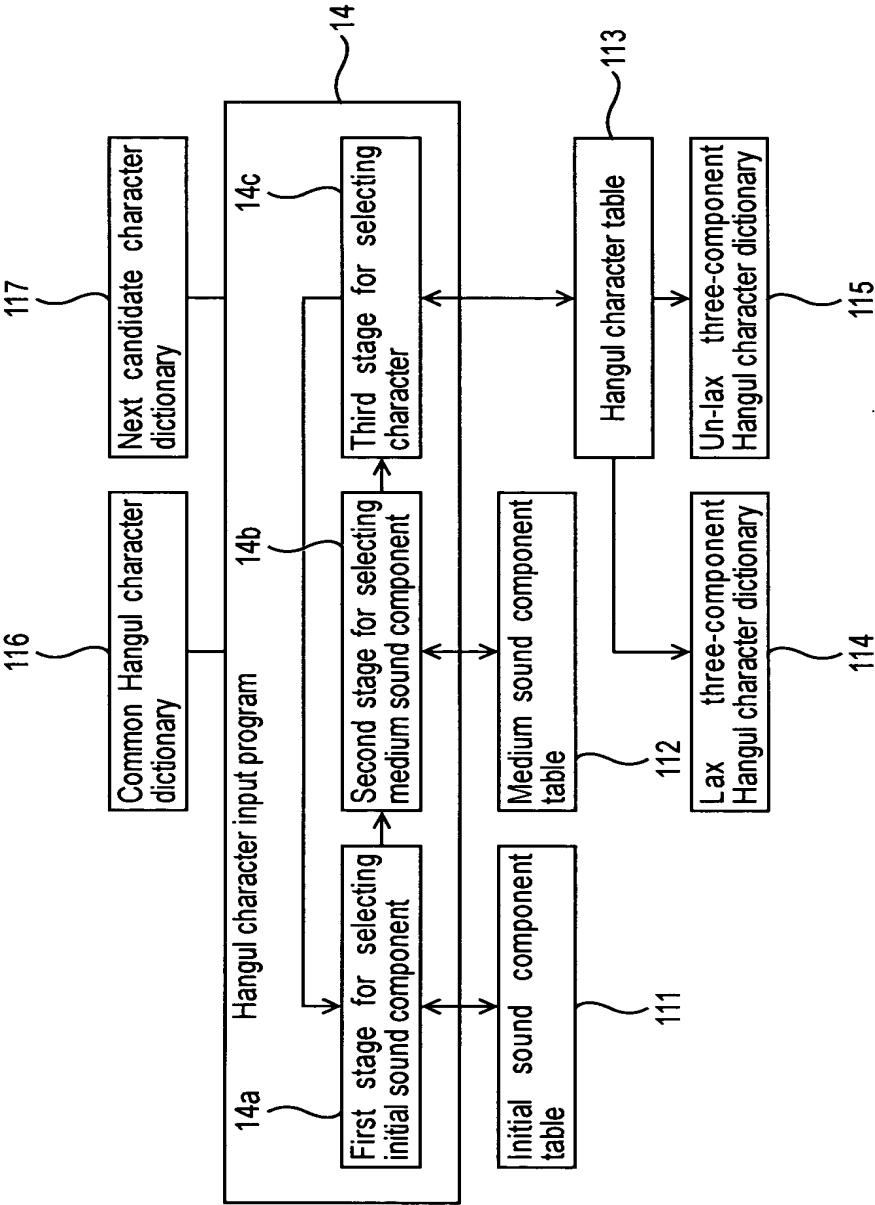 116
117
Common Hangul character
dictionary
Next candidate character
dictionary
14
Hangul character input program
14a
First stage for selecting
initial sound component
14b
Second stage for selecting
medium sound component
14c
Third stage for selecting
character
Initial sound component
table
111
Medium sound component
table
112
Hangul character table
113
Lax three-component
Hangul character dictionary
114
Un-lax three-component
Hangul character dictionary
115